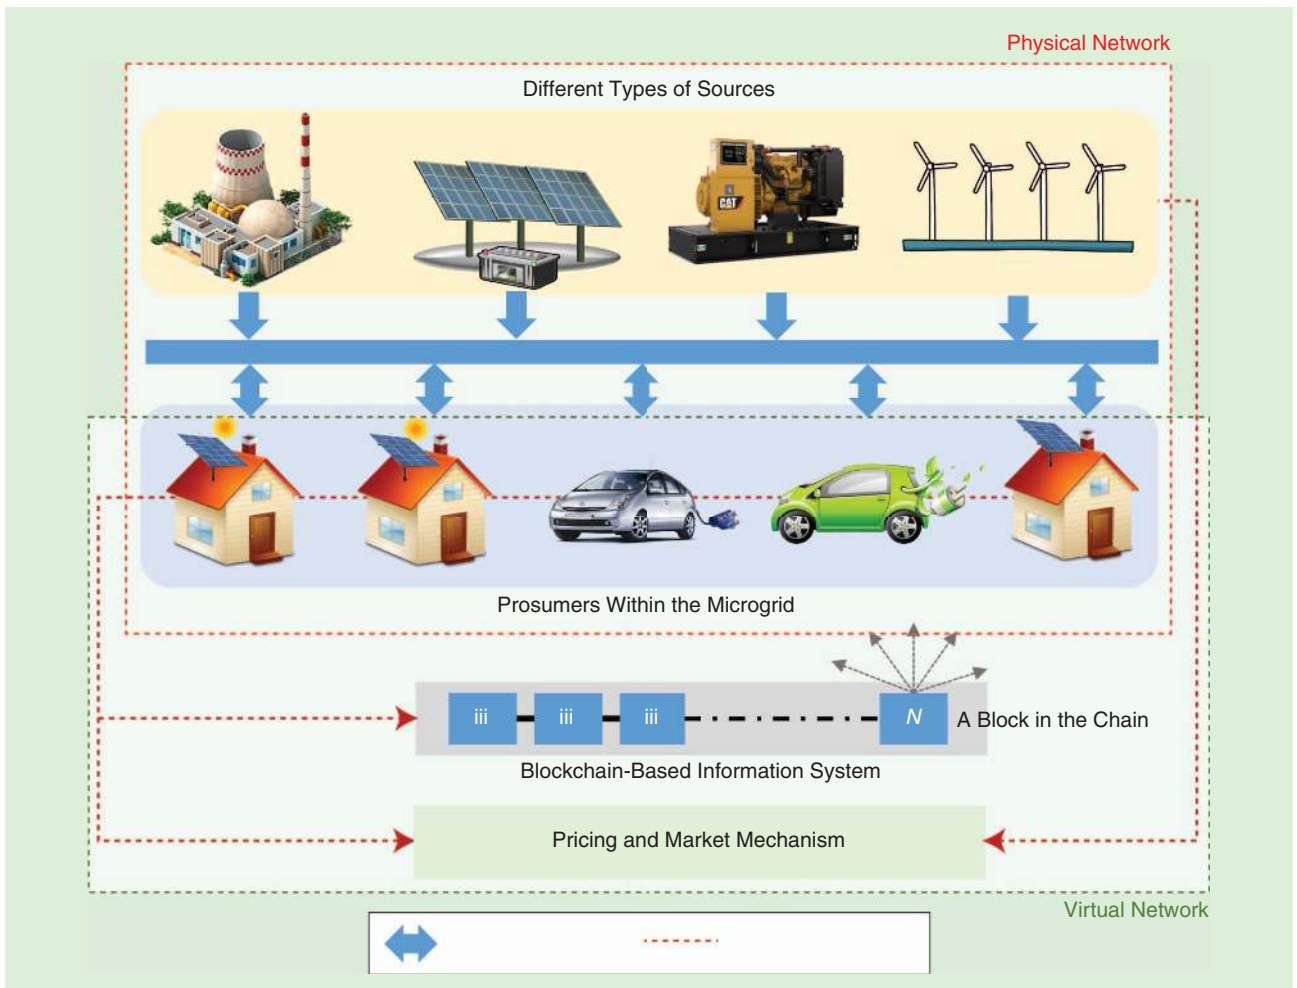 Physical Network
Different Types of Sources
CAT
Prosumers Within the Microgrid
iii
iii
iii
N
A Block in the Chain
Blockchain-Based Information System
Pricing and Market Mechanism
Virtual Network